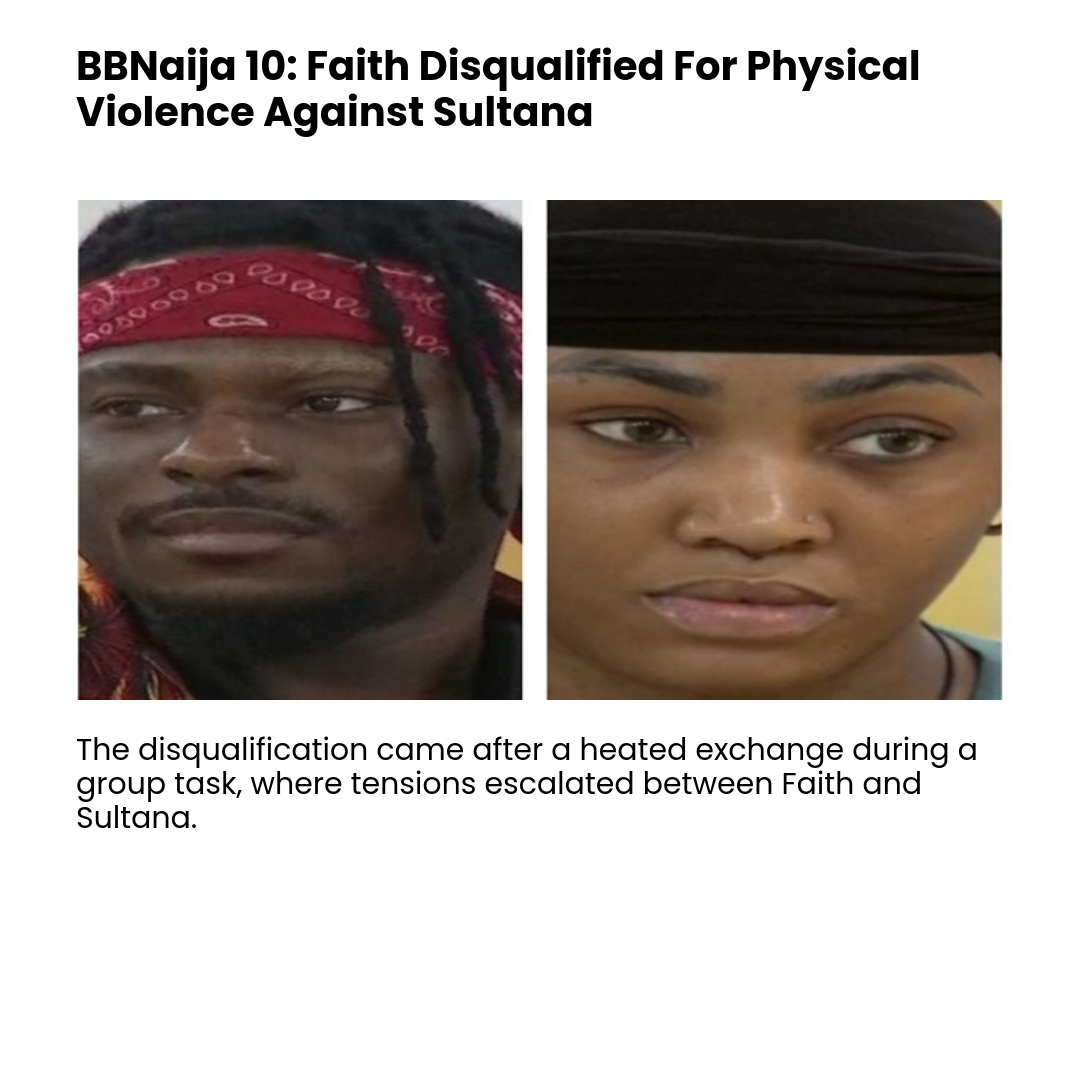 BBNaija 10: Faith Disqualified For Physical
Violence Against Sultana
The disqualification came after a heated exchange during a
group task, where tensions escalated between Faith and
Sultana.